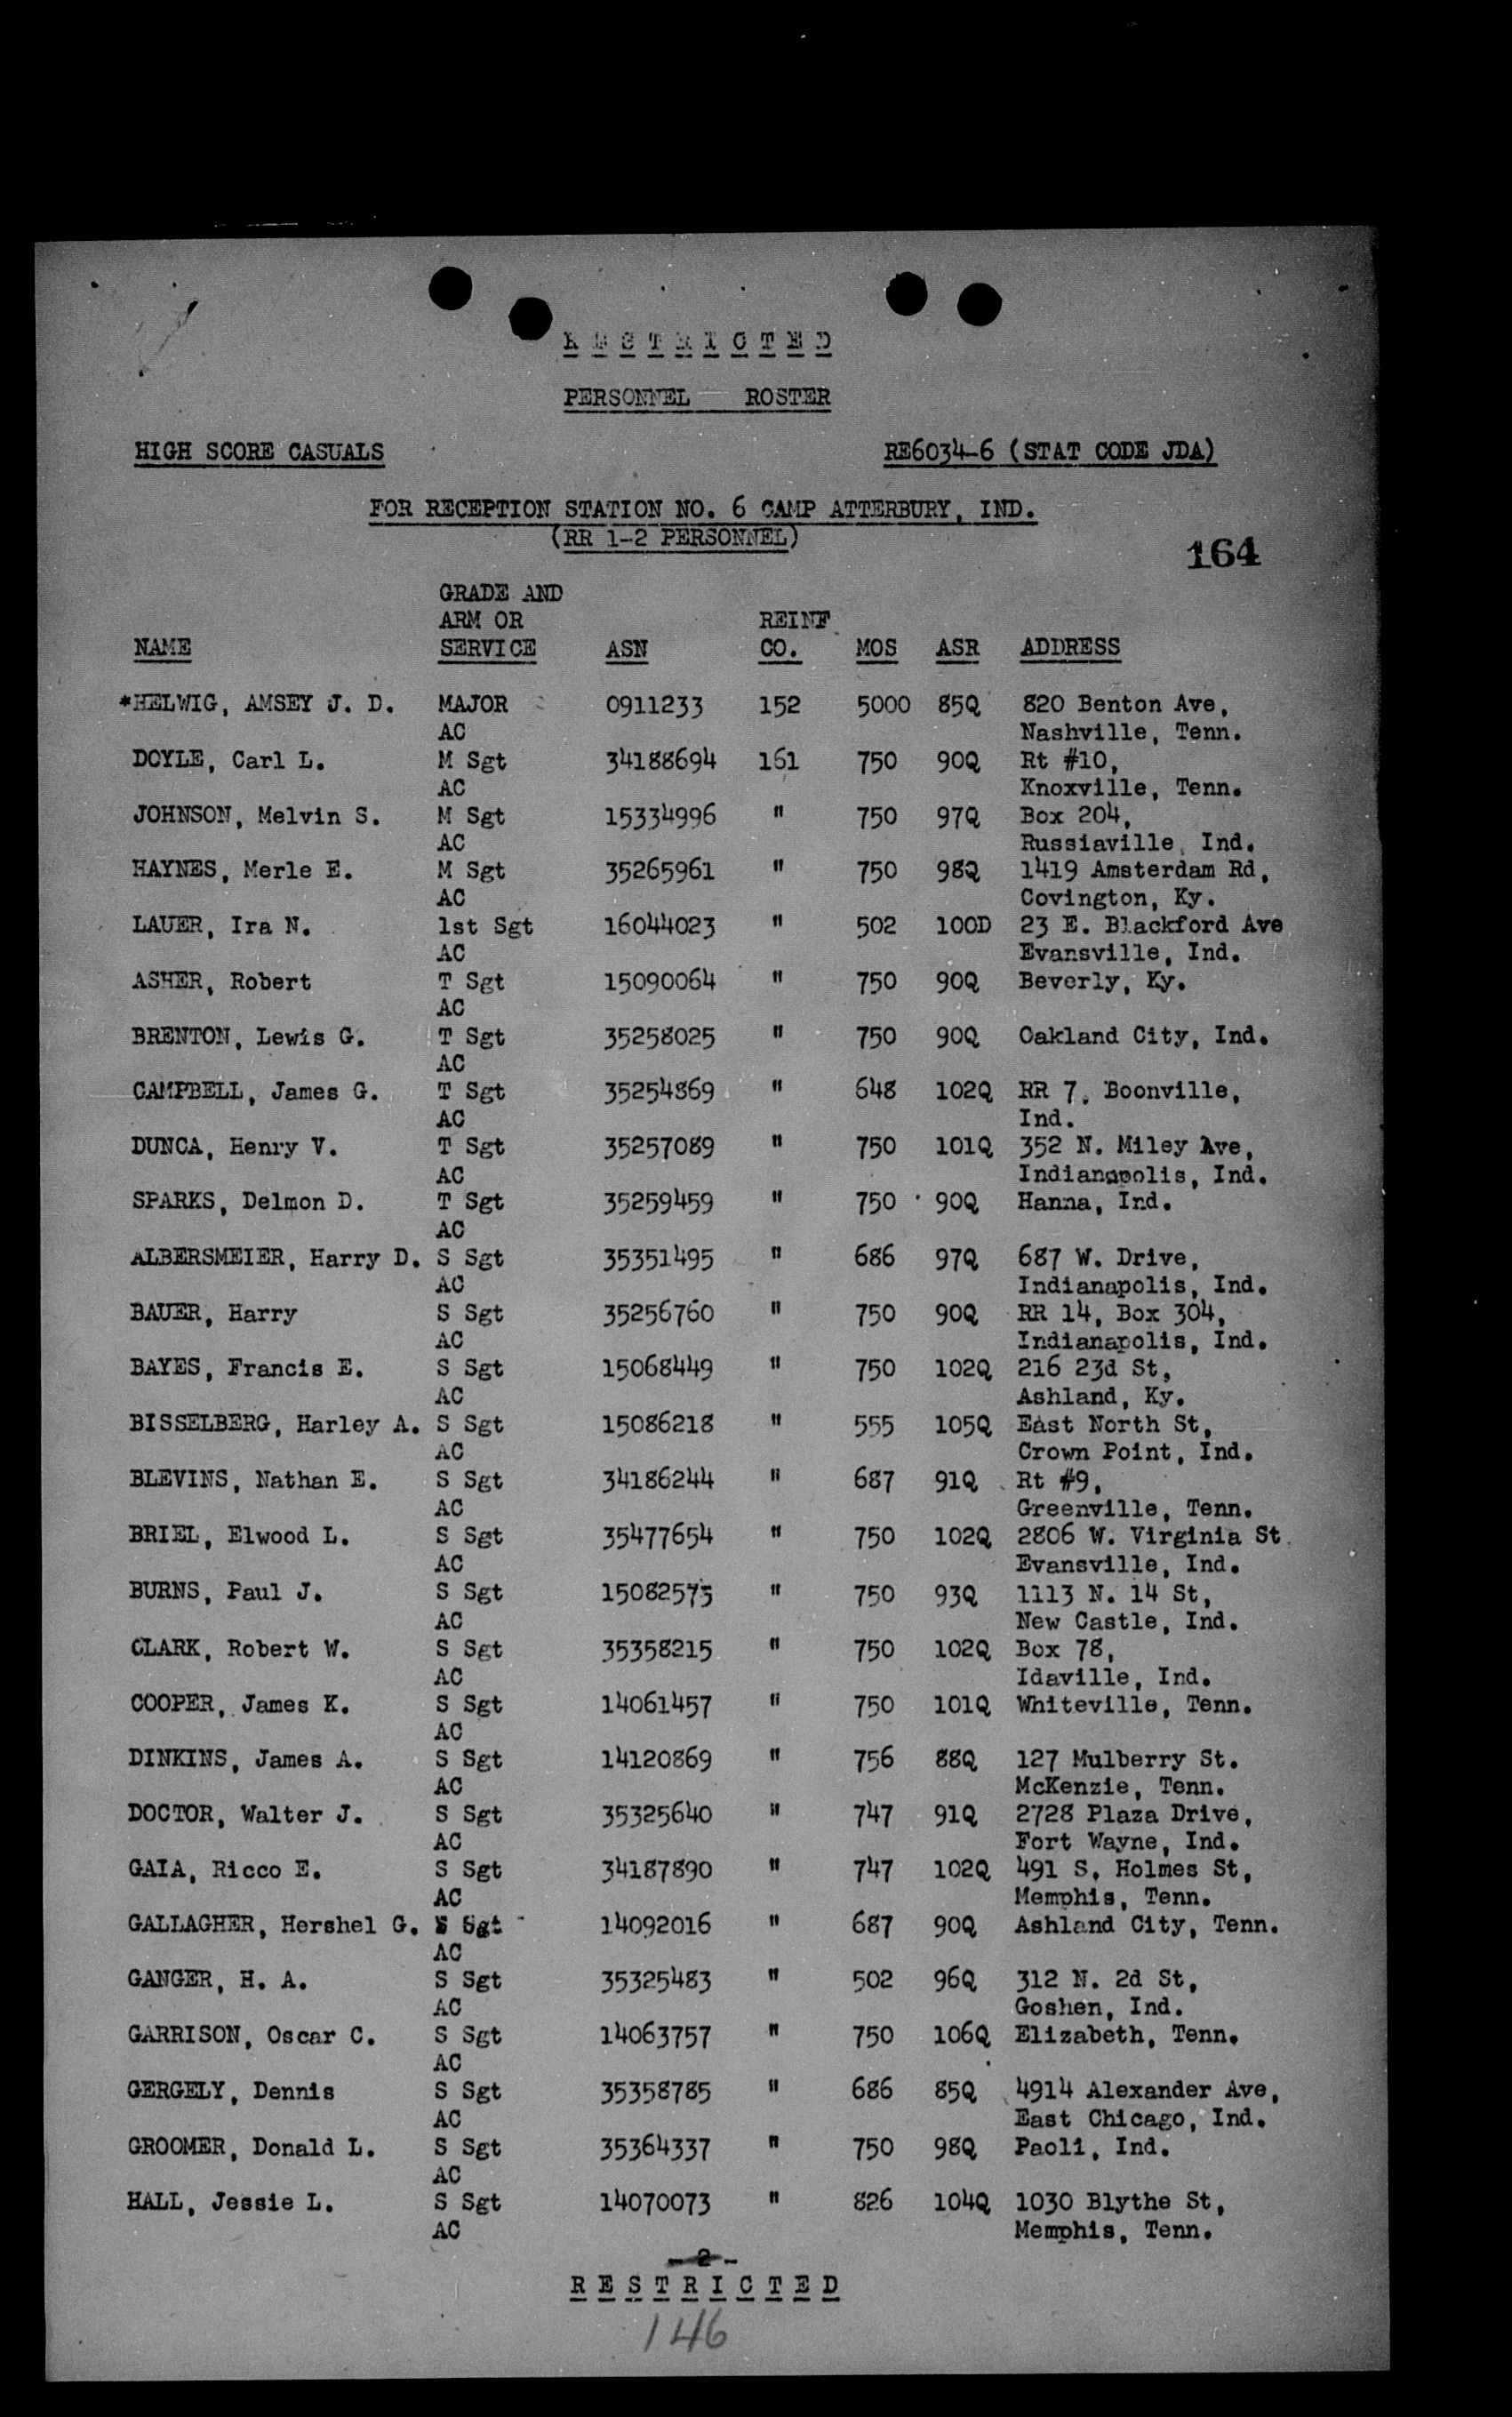 RESTRICTED
PERSONNEL ROSTER
HIGH SCORE CASUALS RE6034-6 (STAT CODE JDA)
FOR RECEPTION STATION NO. 6 CAMP ATTERBURY, IND.
(RR 1-2 PERSONNEL)
164
GRADE AND
ARM OR REINF
NAME SERVICE ASN CO. MOS ASR ADDRESS
*HELWIG, AMSEY J. D. MAJOR 0911233 152 5000 85Q 820 Benton Ave,
AC Nashville, Tenn.
DOYLE, Carl L. M Sgt 34188694 161 750 90Q Rt #10,
AC Knoxville, Tenn.
JOHNSON, Melvin S. M Sgt 15334996 " 750 97Q Box 204,
AC Russiaville, Ind.
HAYNES, Merle E. M Sgt 35265961 " 750 98Q 1419 Amsterdam Rd,
AC Covington, Ky.
LAUER, Ira N. 1st Sgt 16044023 " 502 100D 23 E. Blackford Ave
AC Evansville, Ind.
ASHER, Robert T Sgt 15090064 " 750 90Q Beverly, Ky.
AC
BRENTON, Lewis G. T Sgt 35258025 " 750 90Q Oakland City, Ind.
AC
CAMPBELL, James G. T Sgt 35254869 " 648 102Q RR 7, Boonville,
AC Ind.
DUNCA, Henry V. T Sgt 35257089 " 750 101Q 352 N. Miley Ave,
AC Indianapolis, Ind.
SPARKS, Delmon D. T Sgt 35259459 " 750 90Q Hanna, Ind.
AC
ALBERSMEIER, Harry D. S Sgt 35351495 " 686 97Q 687 W. Drive,
AC Indianapolis, Ind.
BAUER, Harry S Sgt 35256760 " 750 90Q RR 14, Box 304,
AC Indianapolis, Ind.
BAYES, Francis E. S Sgt 15068449 " 750 102Q 216 23d St,
AC Ashland, Ky.
BISSELBERG, Harley A. S Sgt 15086218 " 555 105Q East North St,
AC Crown Point, Ind.
BLEVINS, Nathan E. S Sgt 34186244 " 687 91Q Rt #9,
AC Greenville, Tenn.
BRIEL, Elwood L. S Sgt 35477654 " 750 102Q 2806 W. Virginia St
AC Evansville, Ind.
BURNS, Paul J. S Sgt 15082575 " 750 93Q 1113 N. 14 St,
AC New Castle, Ind.
CLARK, Robert W. S Sgt 35358215 " 750 102Q Box 78,
AC Idaville, Ind.
COOPER, James K. S Sgt 14061457 " 750 101Q Whiteville, Tenn.
AC
DINKINS, James A. S Sgt 14120869 " 756 88Q 127 Mulberry St.
AC McKenzie, Tenn.
DOCTOR, Walter J. S Sgt 35325640 " 747 91Q 2728 Plaza Drive,
AC Fort Wayne, Ind.
GAIA, Ricco E. S Sgt 34187890 " 747 102Q 491 S. Holmes St,
AC Memphis, Tenn.
GALLAGHER, Hershel G. S Sgt 14092016 " 687 90Q Ashland City, Tenn.
AC
GANGER, H. A. S Sgt 35325483 " 502 96Q 312 N. 2d St,
AC Goshen, Ind.
GARRISON, Oscar C. S Sgt 14063757 " 750 106Q Elizabeth, Tenn.
AC
GERGELY, Dennis S Sgt 35358785 " 686 85Q 4914 Alexander Ave,
AC East Chicago, Ind.
GROOMER, Donald L. S Sgt 35364337 " 750 98Q Paoli, Ind.
AC
HALL, Jessie L. S Sgt 14070073 " 826 104Q 1030 Blythe St,
AC Memphis, Tenn.
-2-
RESTRICTED
146